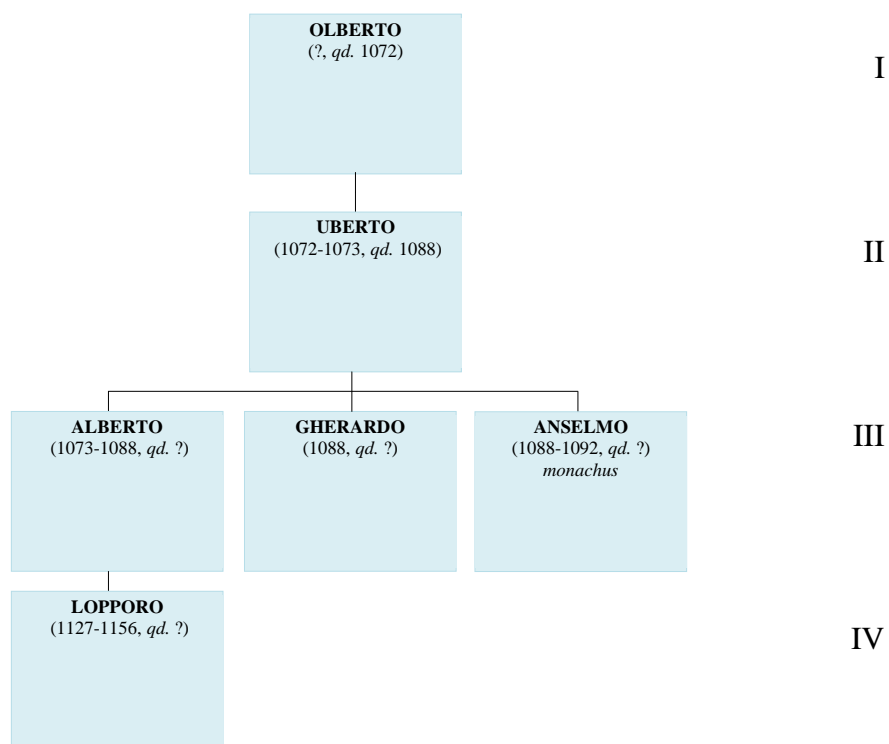 OLBERTO
(?, qd. 1072)
I
UBERTO
(1072-1073, qd. 1088)
II
ALBERTO
(1073-1088, qd. ?)
GHERARDO
(1088, qd. ?)
ANSELMO
(1088-1092, qd. ?)
monachus
III
LOPPORO
(1127-1156, qd. ?)
IV